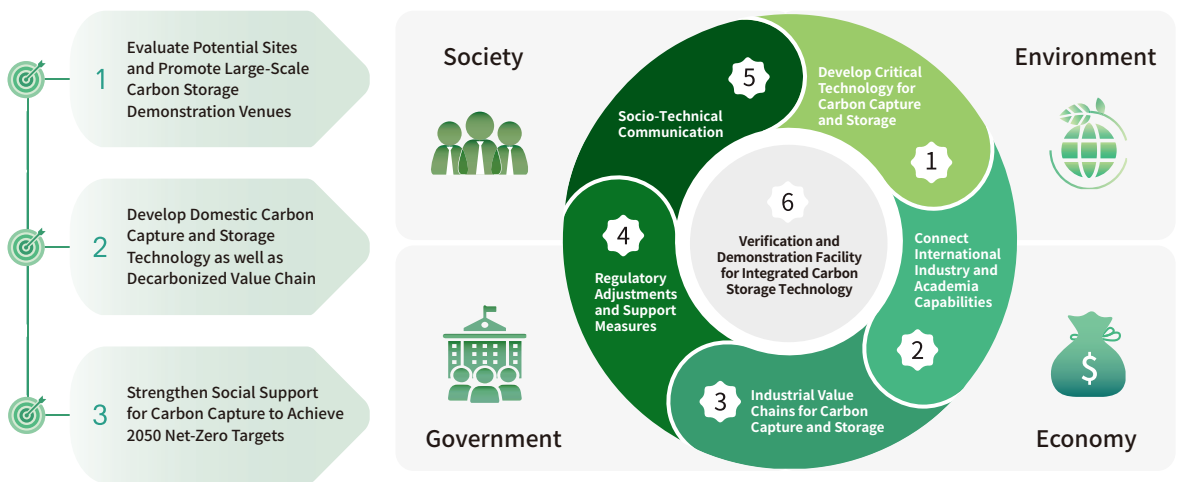 1
Evaluate Potential Sites
and Promote Large-Scale
Carbon Storage
Demonstration Venues
2
Develop Domestic Carbon
Capture and Storage
Technology as well as
Decarbonized Value Chain
3
Strengthen Social Support
for Carbon Capture to Achieve
2050 Net-Zero Targets
Society
Environment
Government
Economy
$
Develop Critical
Technology for
Carbon Capture
and Storage
1
Connect
International
Industry and
Academia
Capabilities
2
3
Industrial Value
Chains for Carbon
Capture and Storage
4
Regulatory
Adjustments
and Support
Measures
5
Socio-Technical
Communication
6
Verification and
Demonstration Facility
for Integrated Carbon
Storage Technology